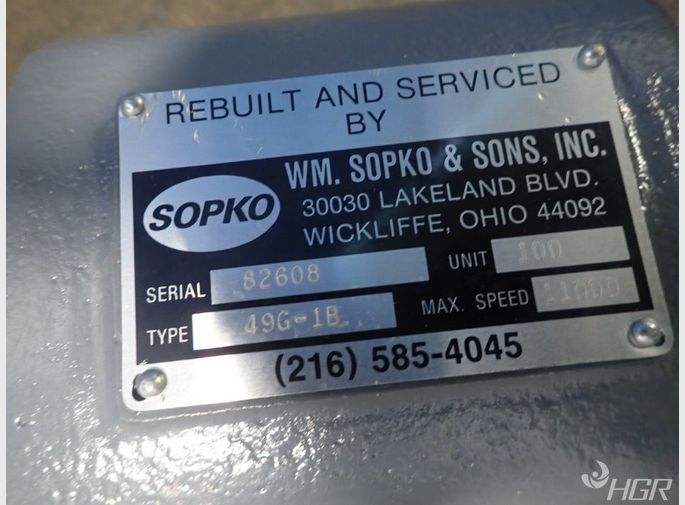 REBUILT AND SERVICED
BY
SOPKO
WM. SOPKO & SONS, INC.
30030 LAKELAND BLVD.
WICKLIFFE, OHIO 44092
SERIAL 82608 UNIT 100
TYPE 49G-1B MAX. SPEED 11000
(216) 585-4045
HGR